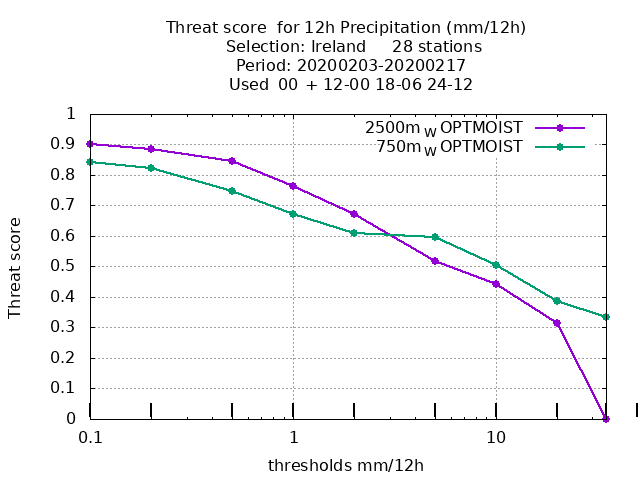 Threat score  for 12h Precipitation (mm/12h)
Selection: Ireland     28 stations
Period: 20200203-20200217
Used  00  + 12-00 18-06 24-12
2500m W OPTMOIST
750m W OPTMOIST
1
0.9
0.8
0.7
0.6
0.5
0.4
0.3
0.2
0.1
0
Threat score
0.1 1 10
thresholds mm/12h